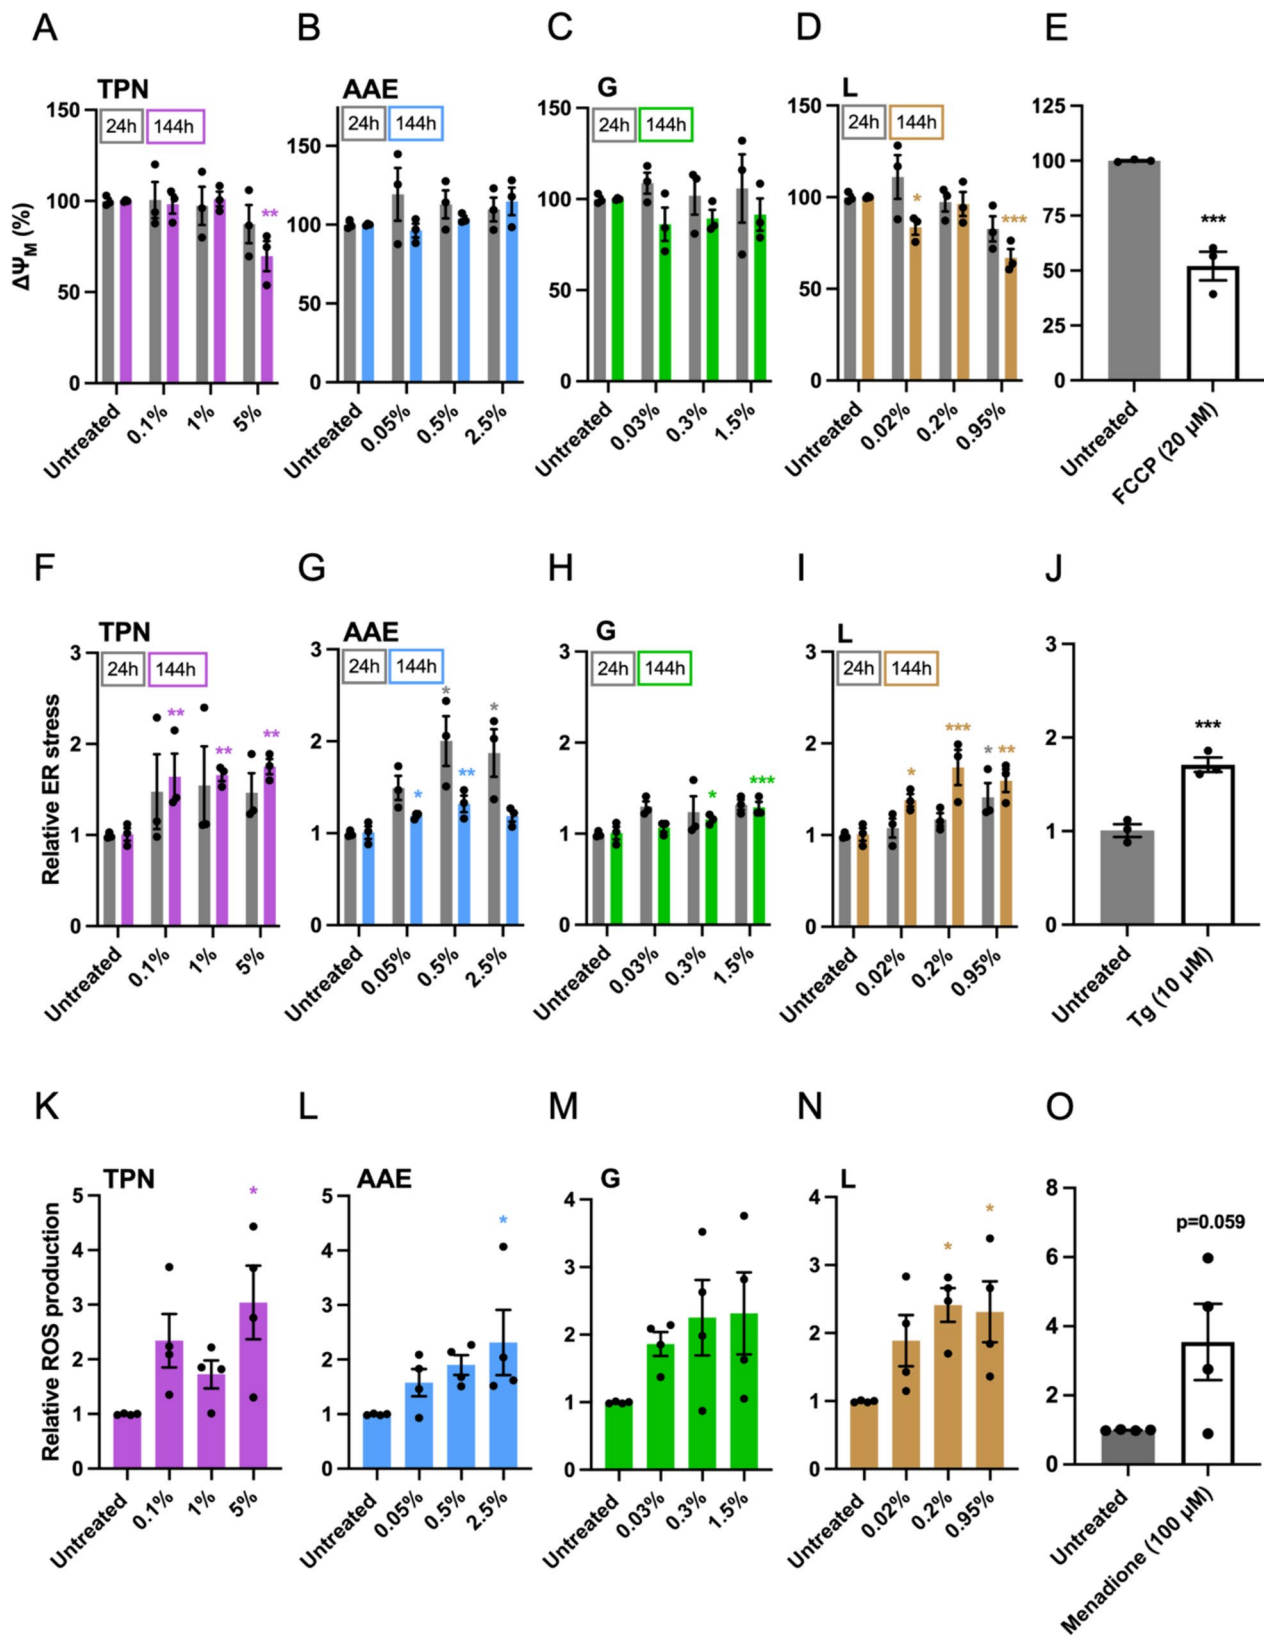 A B C D E
TPN AAE G L
24h 144h 24h 144h 24h 144h 24h 144h
ΔΨM (%)
150 100 50 0
150 100 50 0
150 100 50 0
150 100 50 0
125 100 75 50 25 0
** * *** ***
Untreated 0.1% 1% 5%
Untreated 0.05% 0.5% 2.5%
Untreated 0.03% 0.3% 1.5%
Untreated 0.02% 0.2% 0.95%
Untreated FCCP (20 µM)
F G H I J
TPN AAE G L
24h 144h 24h 144h 24h 144h 24h 144h
Relative ER stress
3 2 1 0
3 2 1 0
3 2 1 0
3 2 1 0
3 2 1 0
** ** **
* * ** *
* ***
* *** * **
***
Untreated 0.1% 1% 5%
Untreated 0.05% 0.5% 2.5%
Untreated 0.03% 0.3% 1.5%
Untreated 0.02% 0.2% 0.95%
Untreated Tg (10 µM)
K L M N O
TPN AAE G L
Relative ROS production
5 4 3 2 1 0
5 4 3 2 1 0
4 3 2 1 0
4 3 2 1 0
8 6 4 2 0
* * * *
p=0.059
Untreated 0.1% 1% 5%
Untreated 0.05% 0.5% 2.5%
Untreated 0.03% 0.3% 1.5%
Untreated 0.02% 0.2% 0.95%
Untreated Menadione (100 µM)